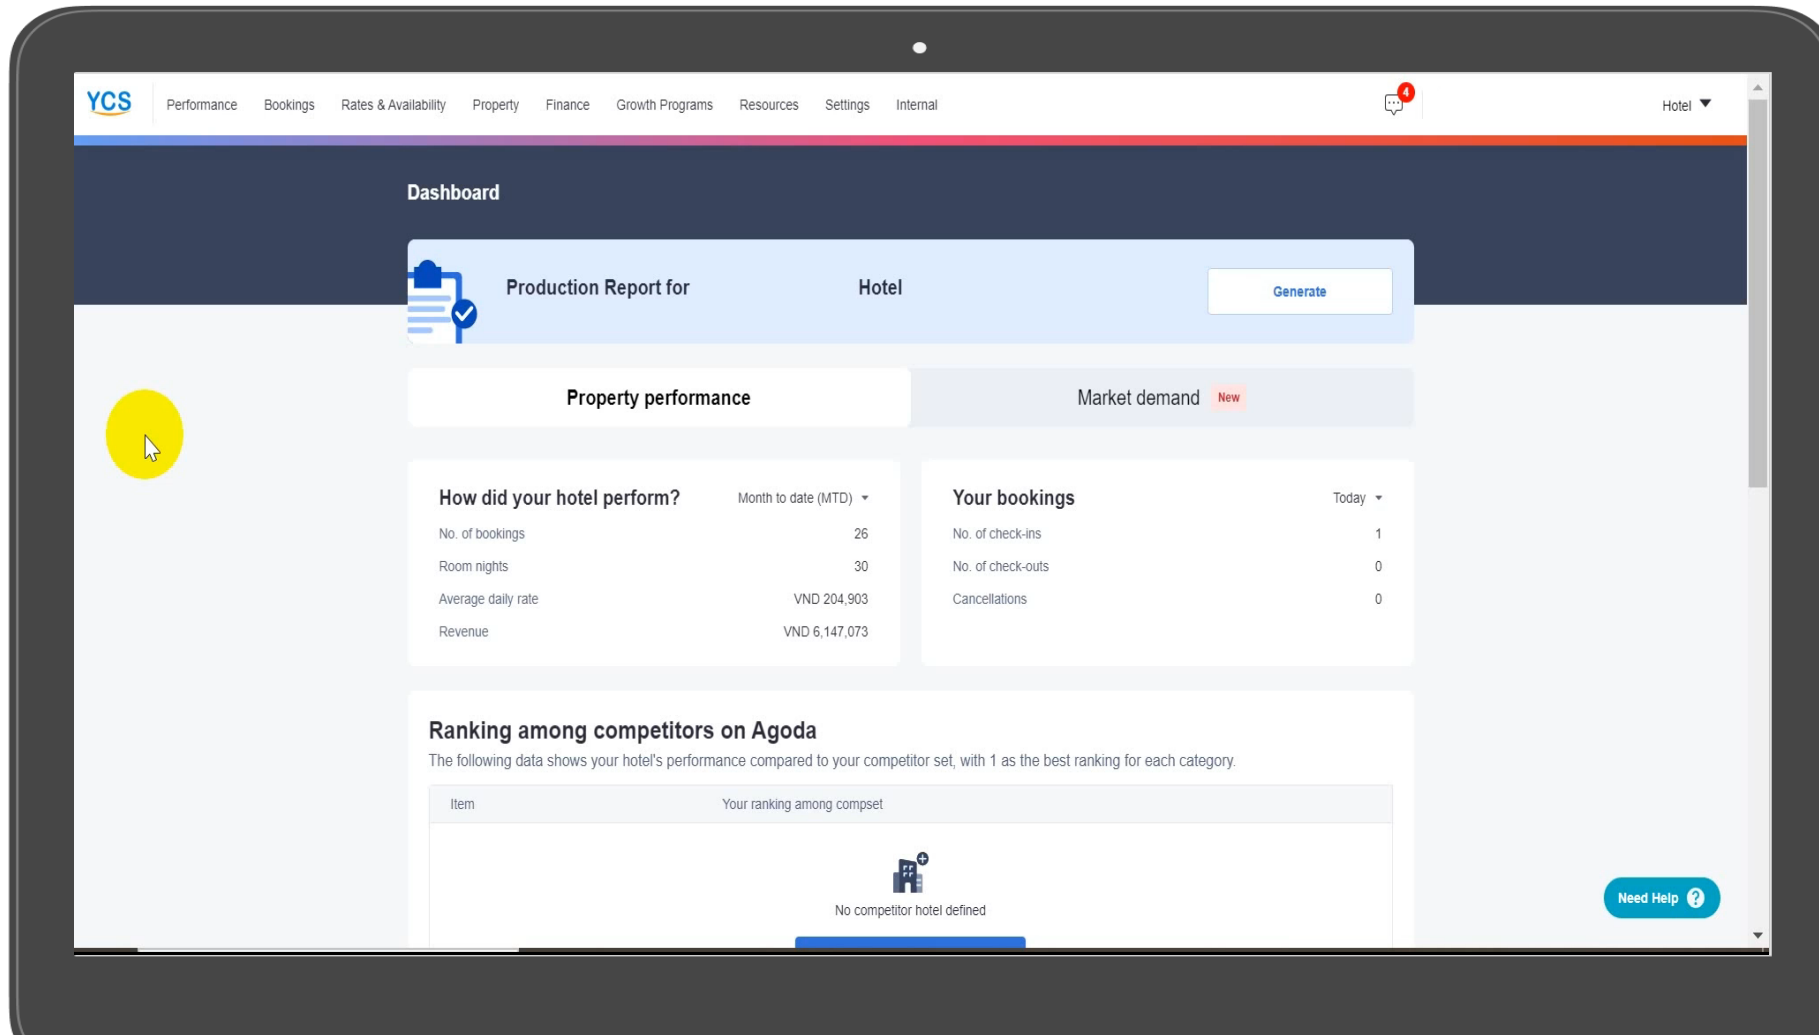 YCS Performance Bookings Rates & Availability Property Finance Growth Programs Resources Settings Internal 4 Hotel
Dashboard
Production Report for Hotel Generate
Property performance Market demand New
How did your hotel perform? Month to date (MTD)
No. of bookings 26
Room nights 30
Average daily rate VND 204,903
Revenue VND 6,147,073
Your bookings Today
No. of check-ins 1
No. of check-outs 0
Cancellations 0
Ranking among competitors on Agoda
The following data shows your hotel's performance compared to your competitor set, with 1 as the best ranking for each category.
Item Your ranking among compset
No competitor hotel defined
Need Help ?